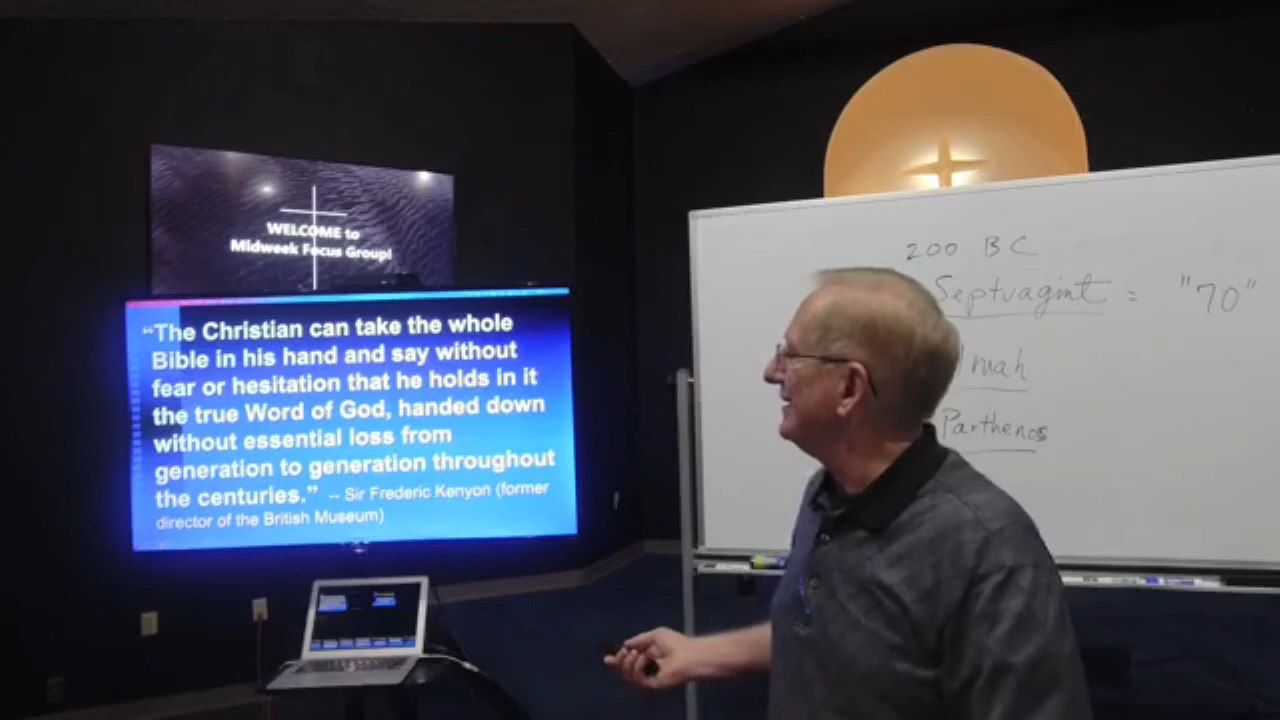 WELCOME to
Midweek Focus Group!
“The Christian can take the whole
Bible in his hand and say without
fear or hesitation that he holds in it
the true Word of God, handed down
without essential loss from
generation to generation throughout
the centuries.” -- Sir Frederic Kenyon (former
director of the British Museum)
200 BC
Septuagint = "70"
lmah
Parthenos